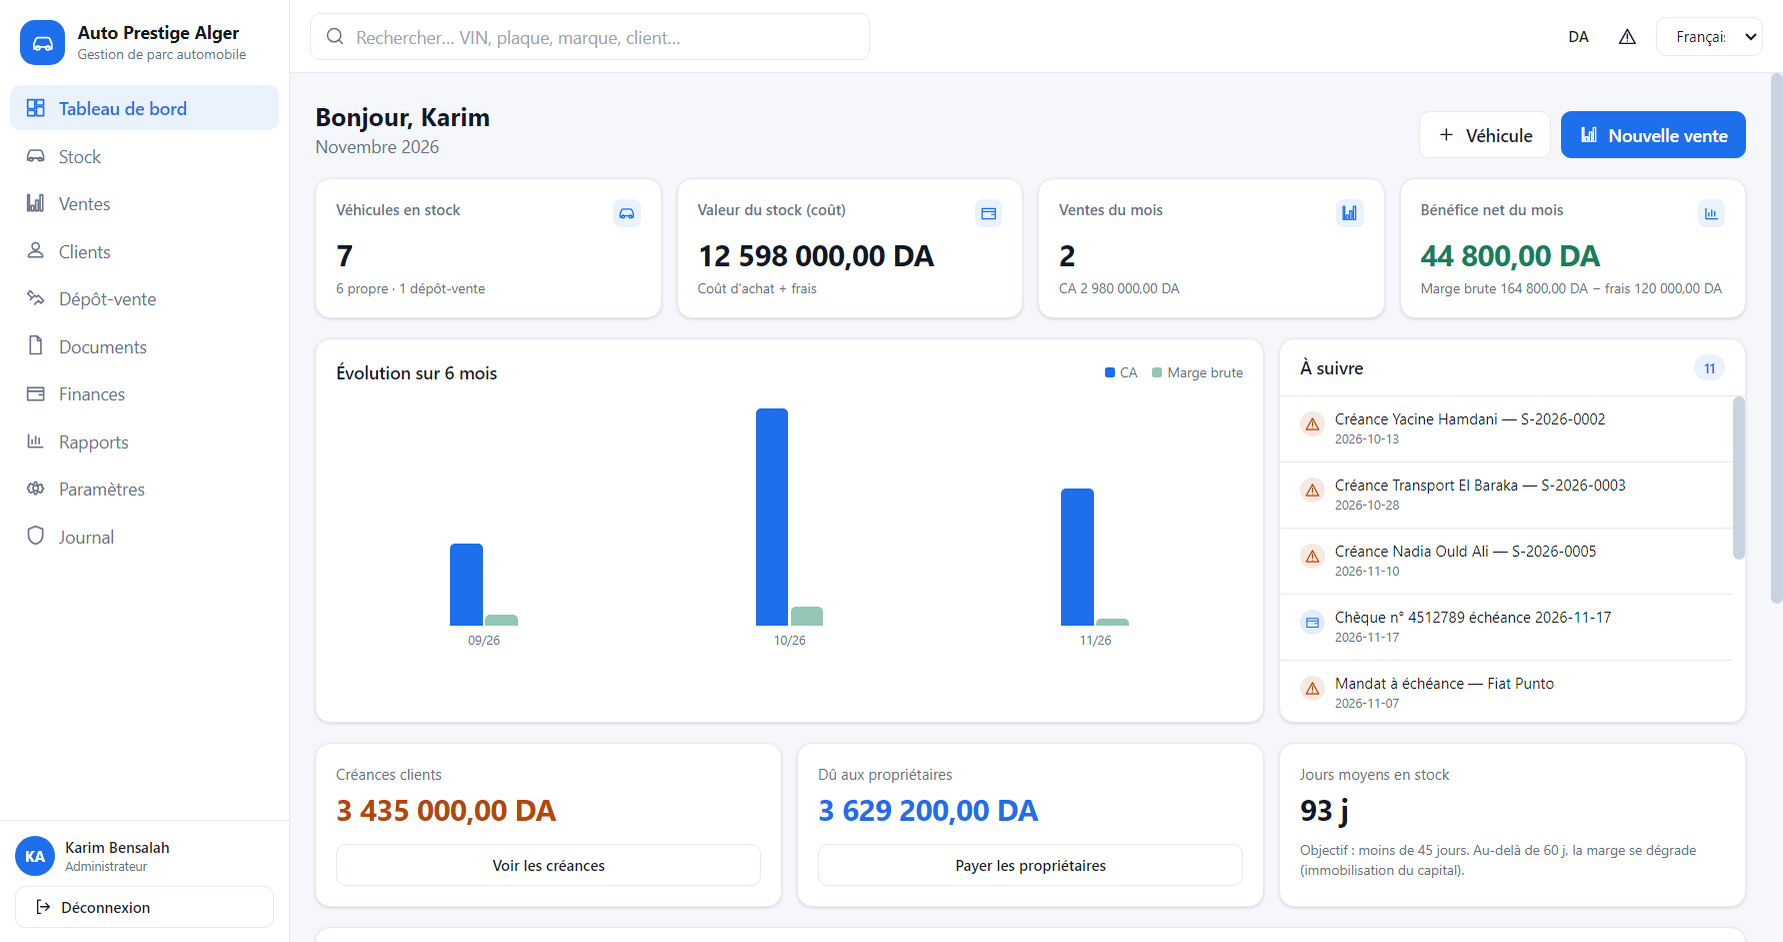 Auto Prestige Alger
Gestion de parc automobile
Rechercher... VIN, plaque, marque, client...
DA
Françai
Tableau de bord
Stock
Ventes
Clients
Dépôt-vente
Documents
Finances
Rapports
Paramètres
Journal
KA
Karim Bensalah
Administrateur
Déconnexion
Bonjour, Karim
Novembre 2026
Véhicule
Nouvelle vente
Véhicules en stock
7
6 propre · 1 dépôt-vente
Valeur du stock (coût)
12 598 000,00 DA
Coût d'achat + frais
Ventes du mois
2
CA 2 980 000,00 DA
Bénéfice net du mois
44 800,00 DA
Marge brute 164 800,00 DA − frais 120 000,00 DA
Évolution sur 6 mois
CA
Marge brute
09/26
10/26
11/26
À suivre
11
Créance Yacine Hamdani — S-2026-0002
2026-10-13
Créance Transport El Baraka — S-2026-0003
2026-10-28
Créance Nadia Ould Ali — S-2026-0005
2026-11-10
Chèque n° 4512789 échéance 2026-11-17
2026-11-17
Mandat à échéance — Fiat Punto
2026-11-07
Créances clients
3 435 000,00 DA
Voir les créances
Dû aux propriétaires
3 629 200,00 DA
Payer les propriétaires
Jours moyens en stock
93 j
Objectif : moins de 45 jours. Au-delà de 60 j, la marge se dégrade
(immobilisation du capital).